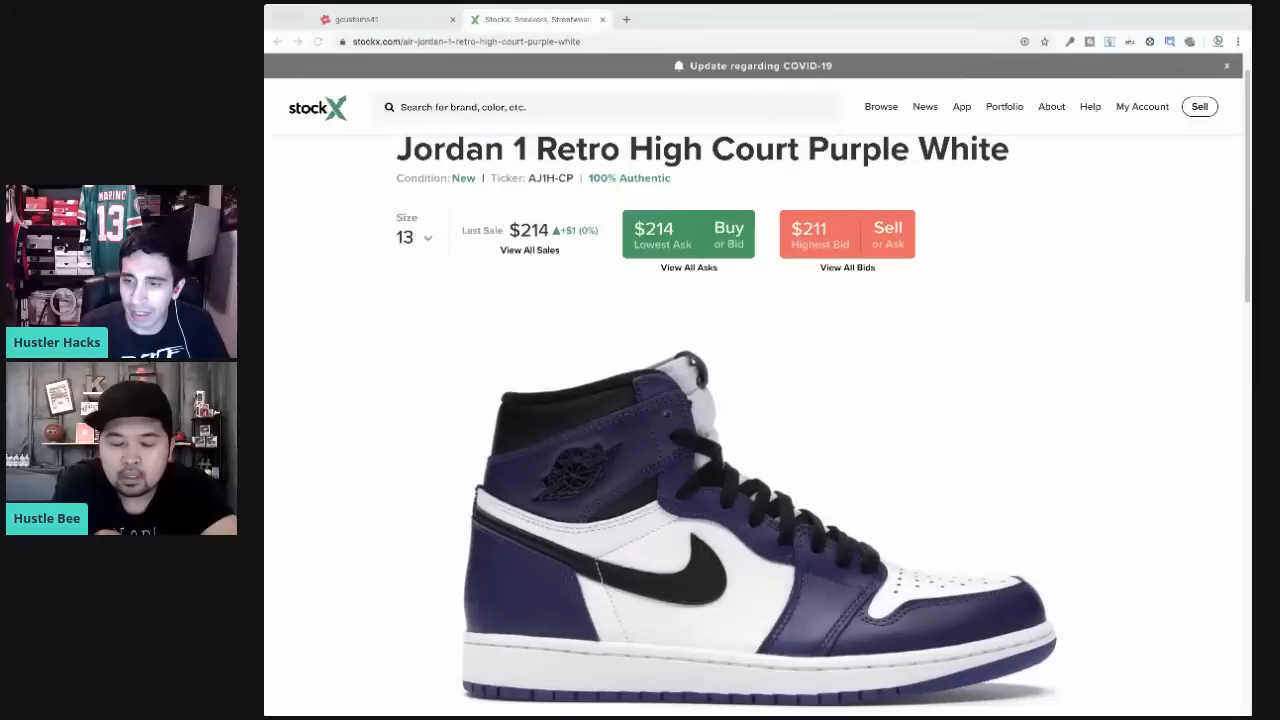 gcustoms41
StockX: Sneakers, Streetwear,
stockx.com/air-jordan-1-retro-high-court-purple-white
Update regarding COVID-19
stockX
Search for brand, color, etc.
Browse News App Portfolio About Help My Account Sell
Jordan 1 Retro High Court Purple White
Condition: New | Ticker: AJ1H-CP | 100% Authentic
Size
13
Last Sale $214 ▲+$1 (0%)
View All Sales
$214 Buy
Lowest Ask or Bid
View All Asks
$211 Sell
Highest Bid or Ask
View All Bids
MARINO
13
Hustler Hacks
K
Hustle Bee